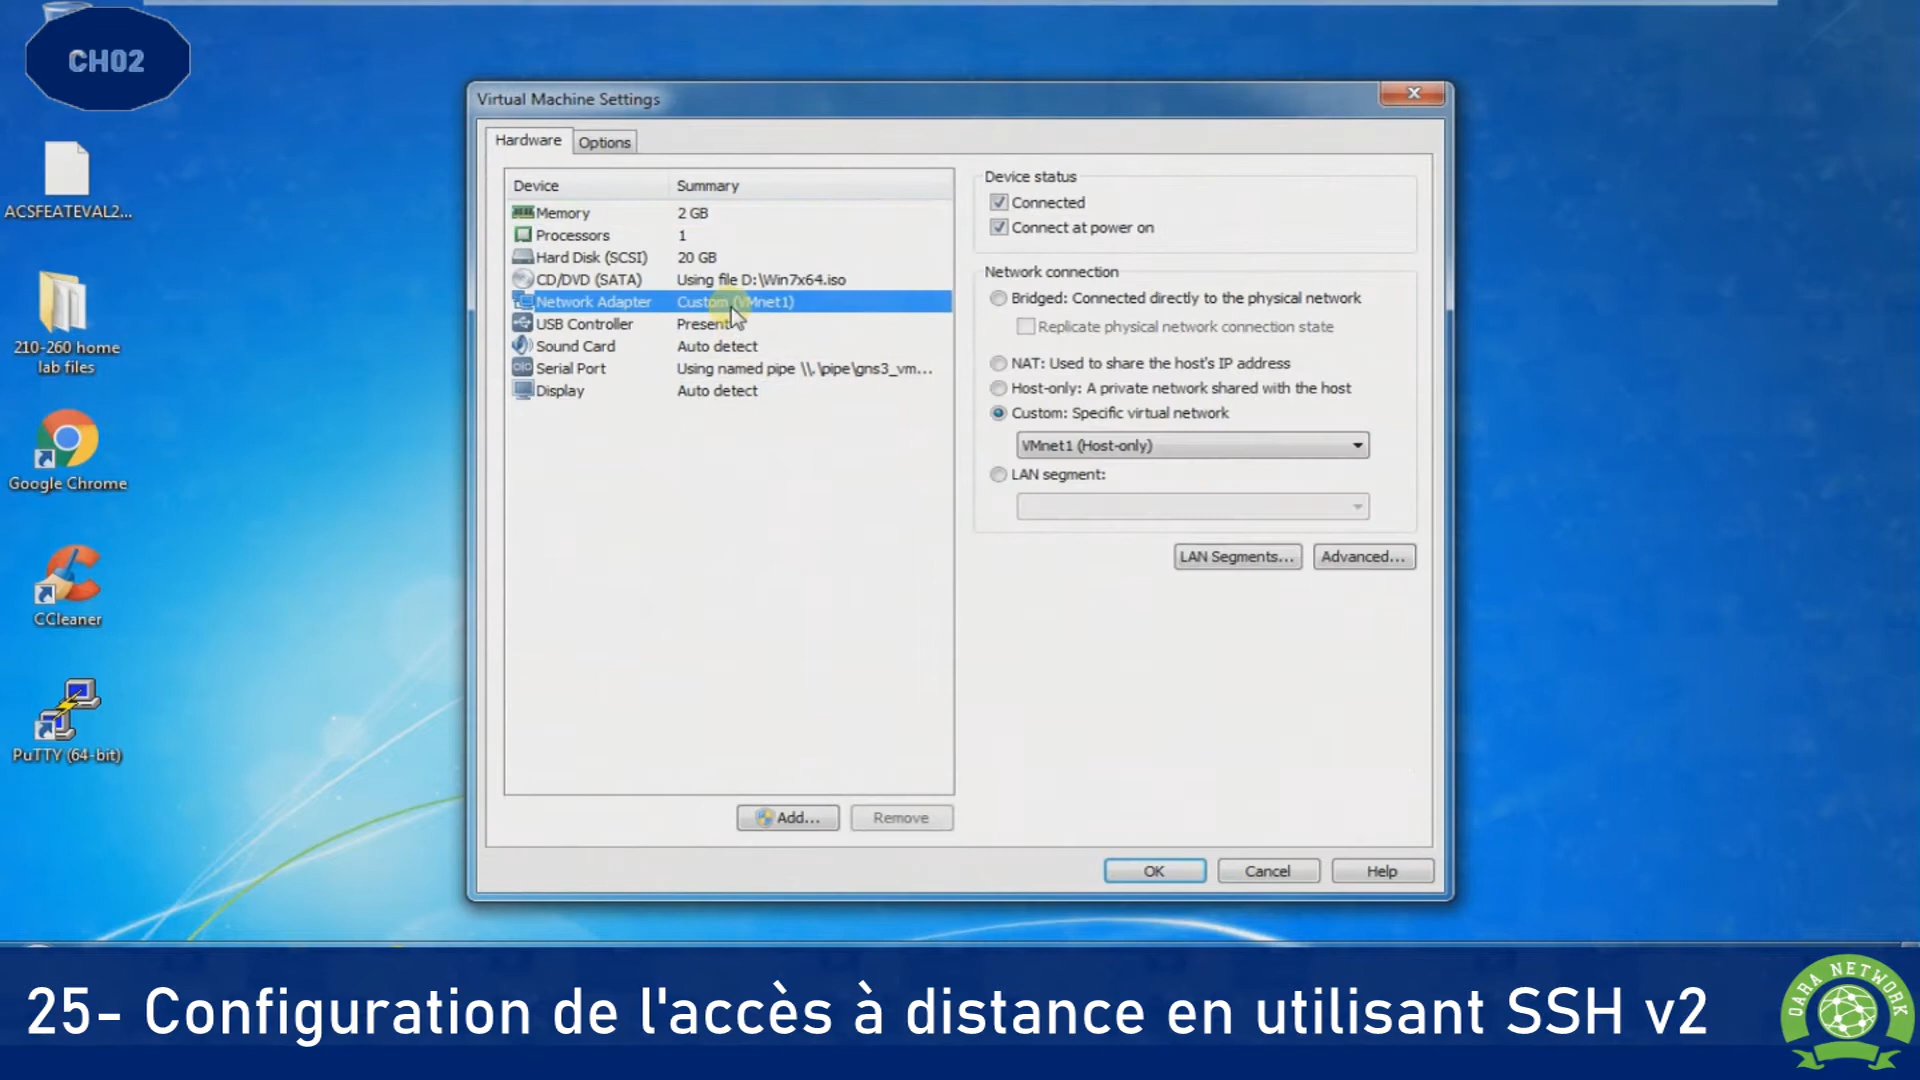 CH02
ACSFEATEVAL2...
210-260 home
lab files
Google Chrome
CCleaner
PuTTY (64-bit)
Virtual Machine Settings
Hardware
Options
Device Summary
Memory 2 GB
Processors 1
Hard Disk (SCSI) 20 GB
CD/DVD (SATA) Using file D:\Win7x64.iso
Network Adapter Custom (VMnet1)
USB Controller Present
Sound Card Auto detect
Serial Port Using named pipe \\.\pipe\gns3_vm...
Display Auto detect
Add...
Remove
Device status
Connected
Connect at power on
Network connection
Bridged: Connected directly to the physical network
Replicate physical network connection state
NAT: Used to share the host's IP address
Host-only: A private network shared with the host
Custom: Specific virtual network
VMnet1 (Host-only)
LAN segment:
LAN Segments...
Advanced...
OK
Cancel
Help
25- Configuration de l'accès à distance en utilisant SSH v2
OARA NETWORK